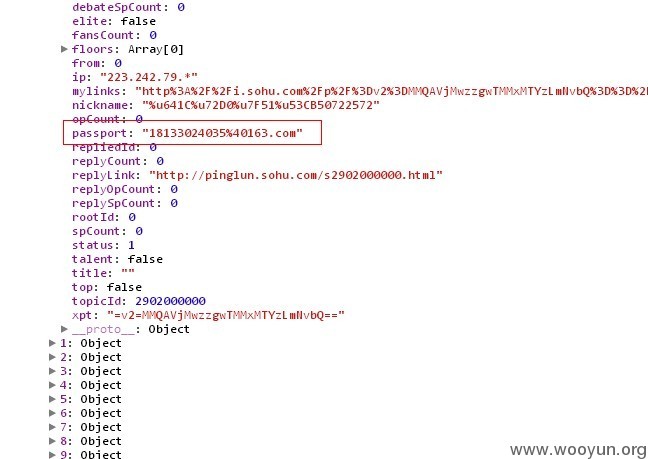 debateSpCount: 0
elite: false
fansCount: 0
▶ floors: Array[0]
from: 0
ip: "223.242.79.*"
mylinks: "http%3A%2F%2Fi.sohu.com%2Fp%2F%3Dv2%3DMMQAVjMwzzgwTMMxMTYzLmNvbQ%3D%3D%2F
nickname: "%u641C%u72D0%u7F51%u53CB50722572"
opCount: 0
passport: "18133024035%40163.com"
repliedId: 0
replyCount: 0
replyLink: "http://pinglun.sohu.com/s2902000000.html"
replyOpCount: 0
replySpCount: 0
rootId: 0
spCount: 0
status: 1
talent: false
title: ""
top: false
topicId: 2902000000
xpt: "=v2=MMQAVjMwzzgwTMMxMTYzLmNvbQ=="
▶ __proto__: Object
▶ 1: Object
▶ 2: Object
▶ 3: Object
▶ 4: Object
▶ 5: Object
▶ 6: Object
▶ 7: Object
▶ 8: Object
▶ 9: Object
www.wooyun.org